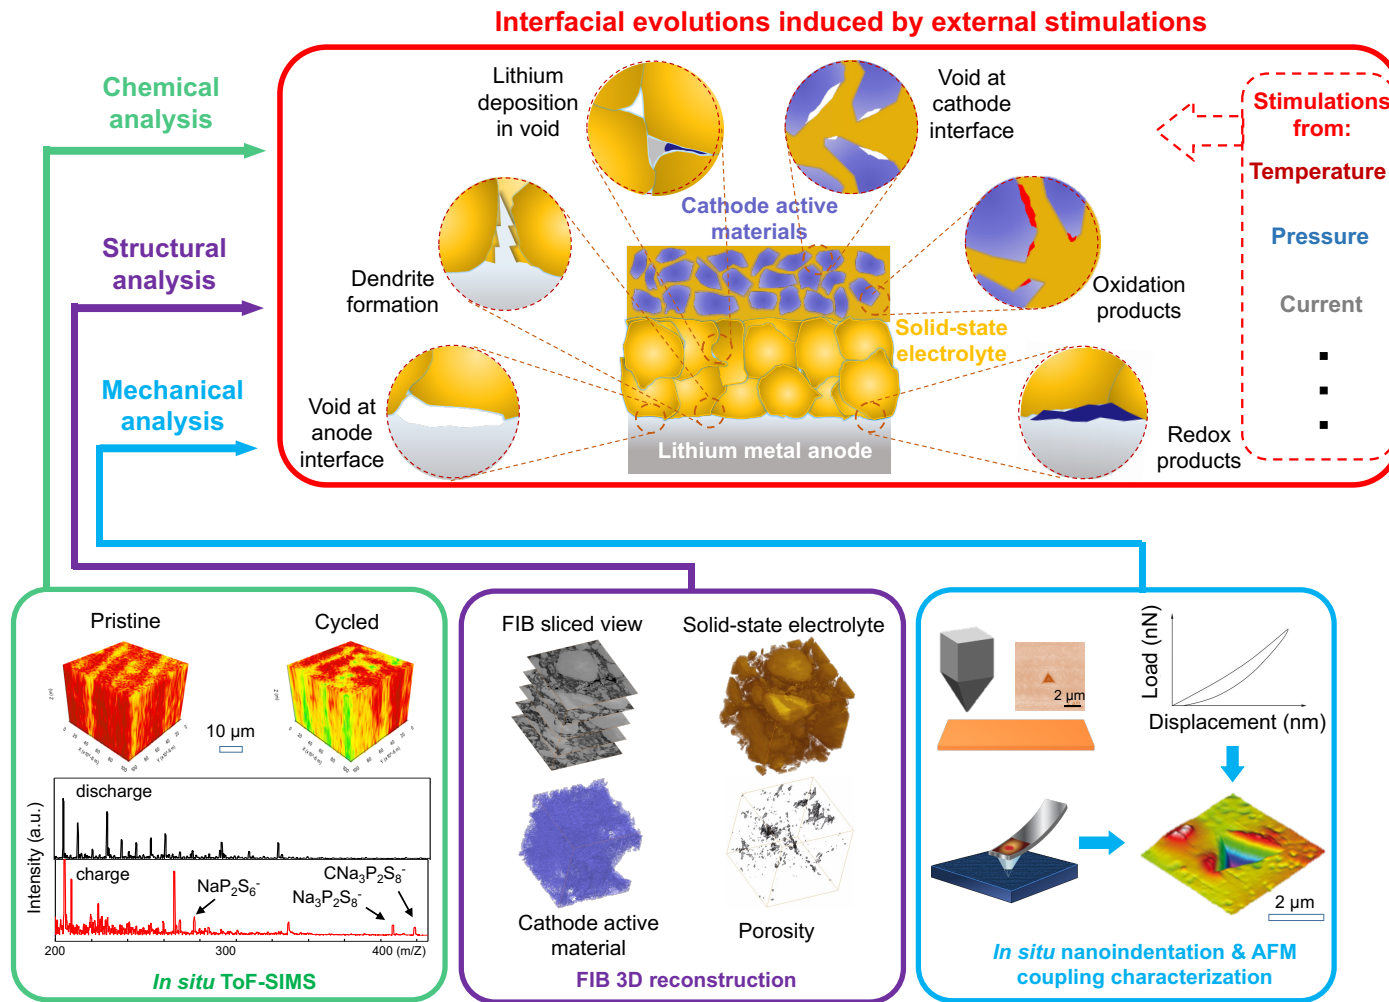 Interfacial evolutions induced by external stimulations
Chemical
analysis
Structural
analysis
Mechanical
analysis
Lithium
deposition
in void
Void at
cathode
interface
Dendrite
formation
Cathode active
materials
Oxidation
products
Solid-state
electrolyte
Void at
anode
interface
Lithium metal anode
Redox
products
Stimulations
from:
Temperature
Pressure
Current
Pristine
Cycled
10 µm
discharge
charge
Intensity (a.u.)
NaP₂S₆⁻
Na₃P₂S₈⁻
CNa₃P₂S₈⁻
200
300
400 (m/Z)
In situ ToF-SIMS
FIB sliced view
Solid-state electrolyte
Cathode active
material
Porosity
FIB 3D reconstruction
2 µm
Load (nN)
Displacement (nm)
2 µm
In situ nanoindentation & AFM
coupling characterization